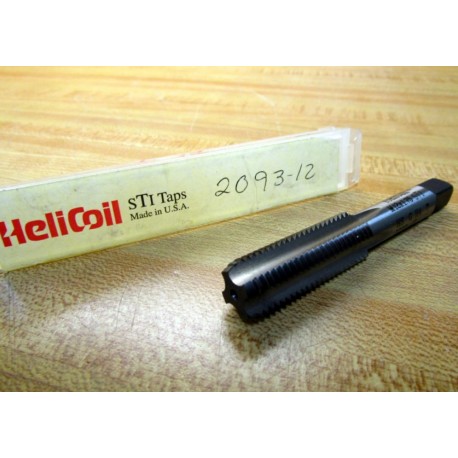 HeliCoil
STI Taps
Made in U.S.A.
2093-12